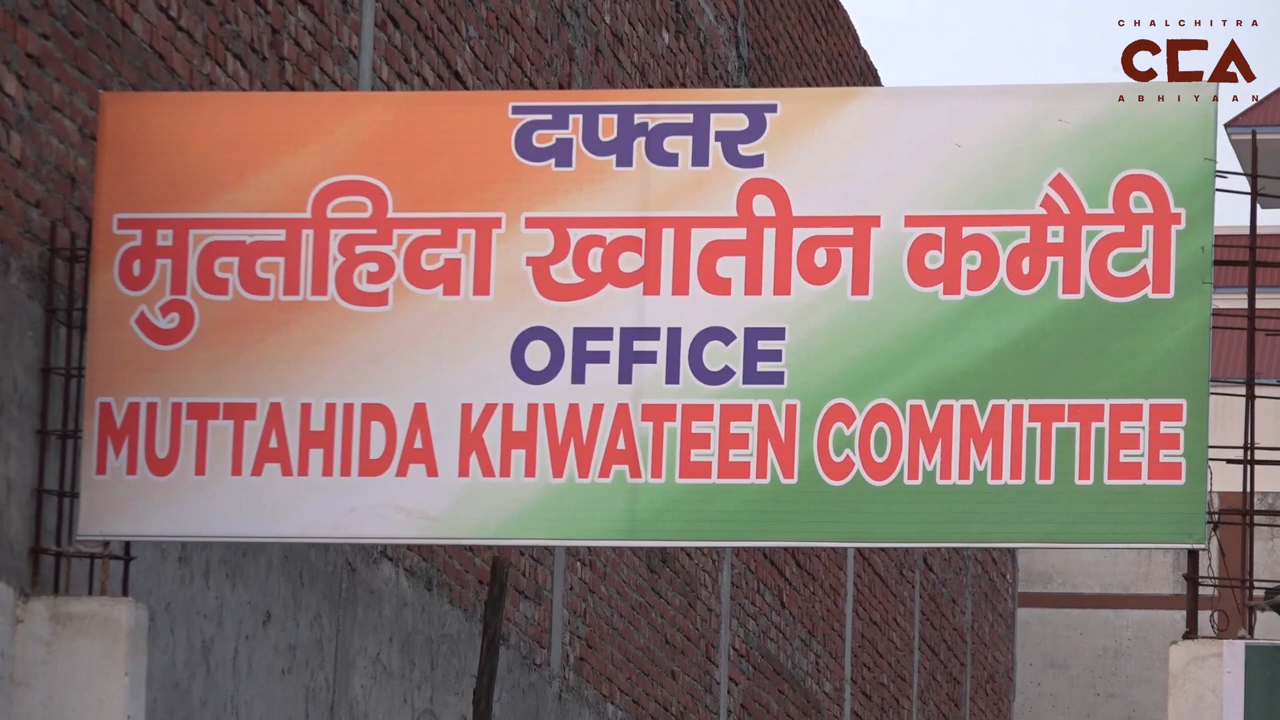 CHALCHITRA
CCA
ABHIYAAN
दफ्तर
मुत्तहिदा ख्वातीन कमैटी
OFFICE
MUTTAHIDA KHWATEEN COMMITTEE